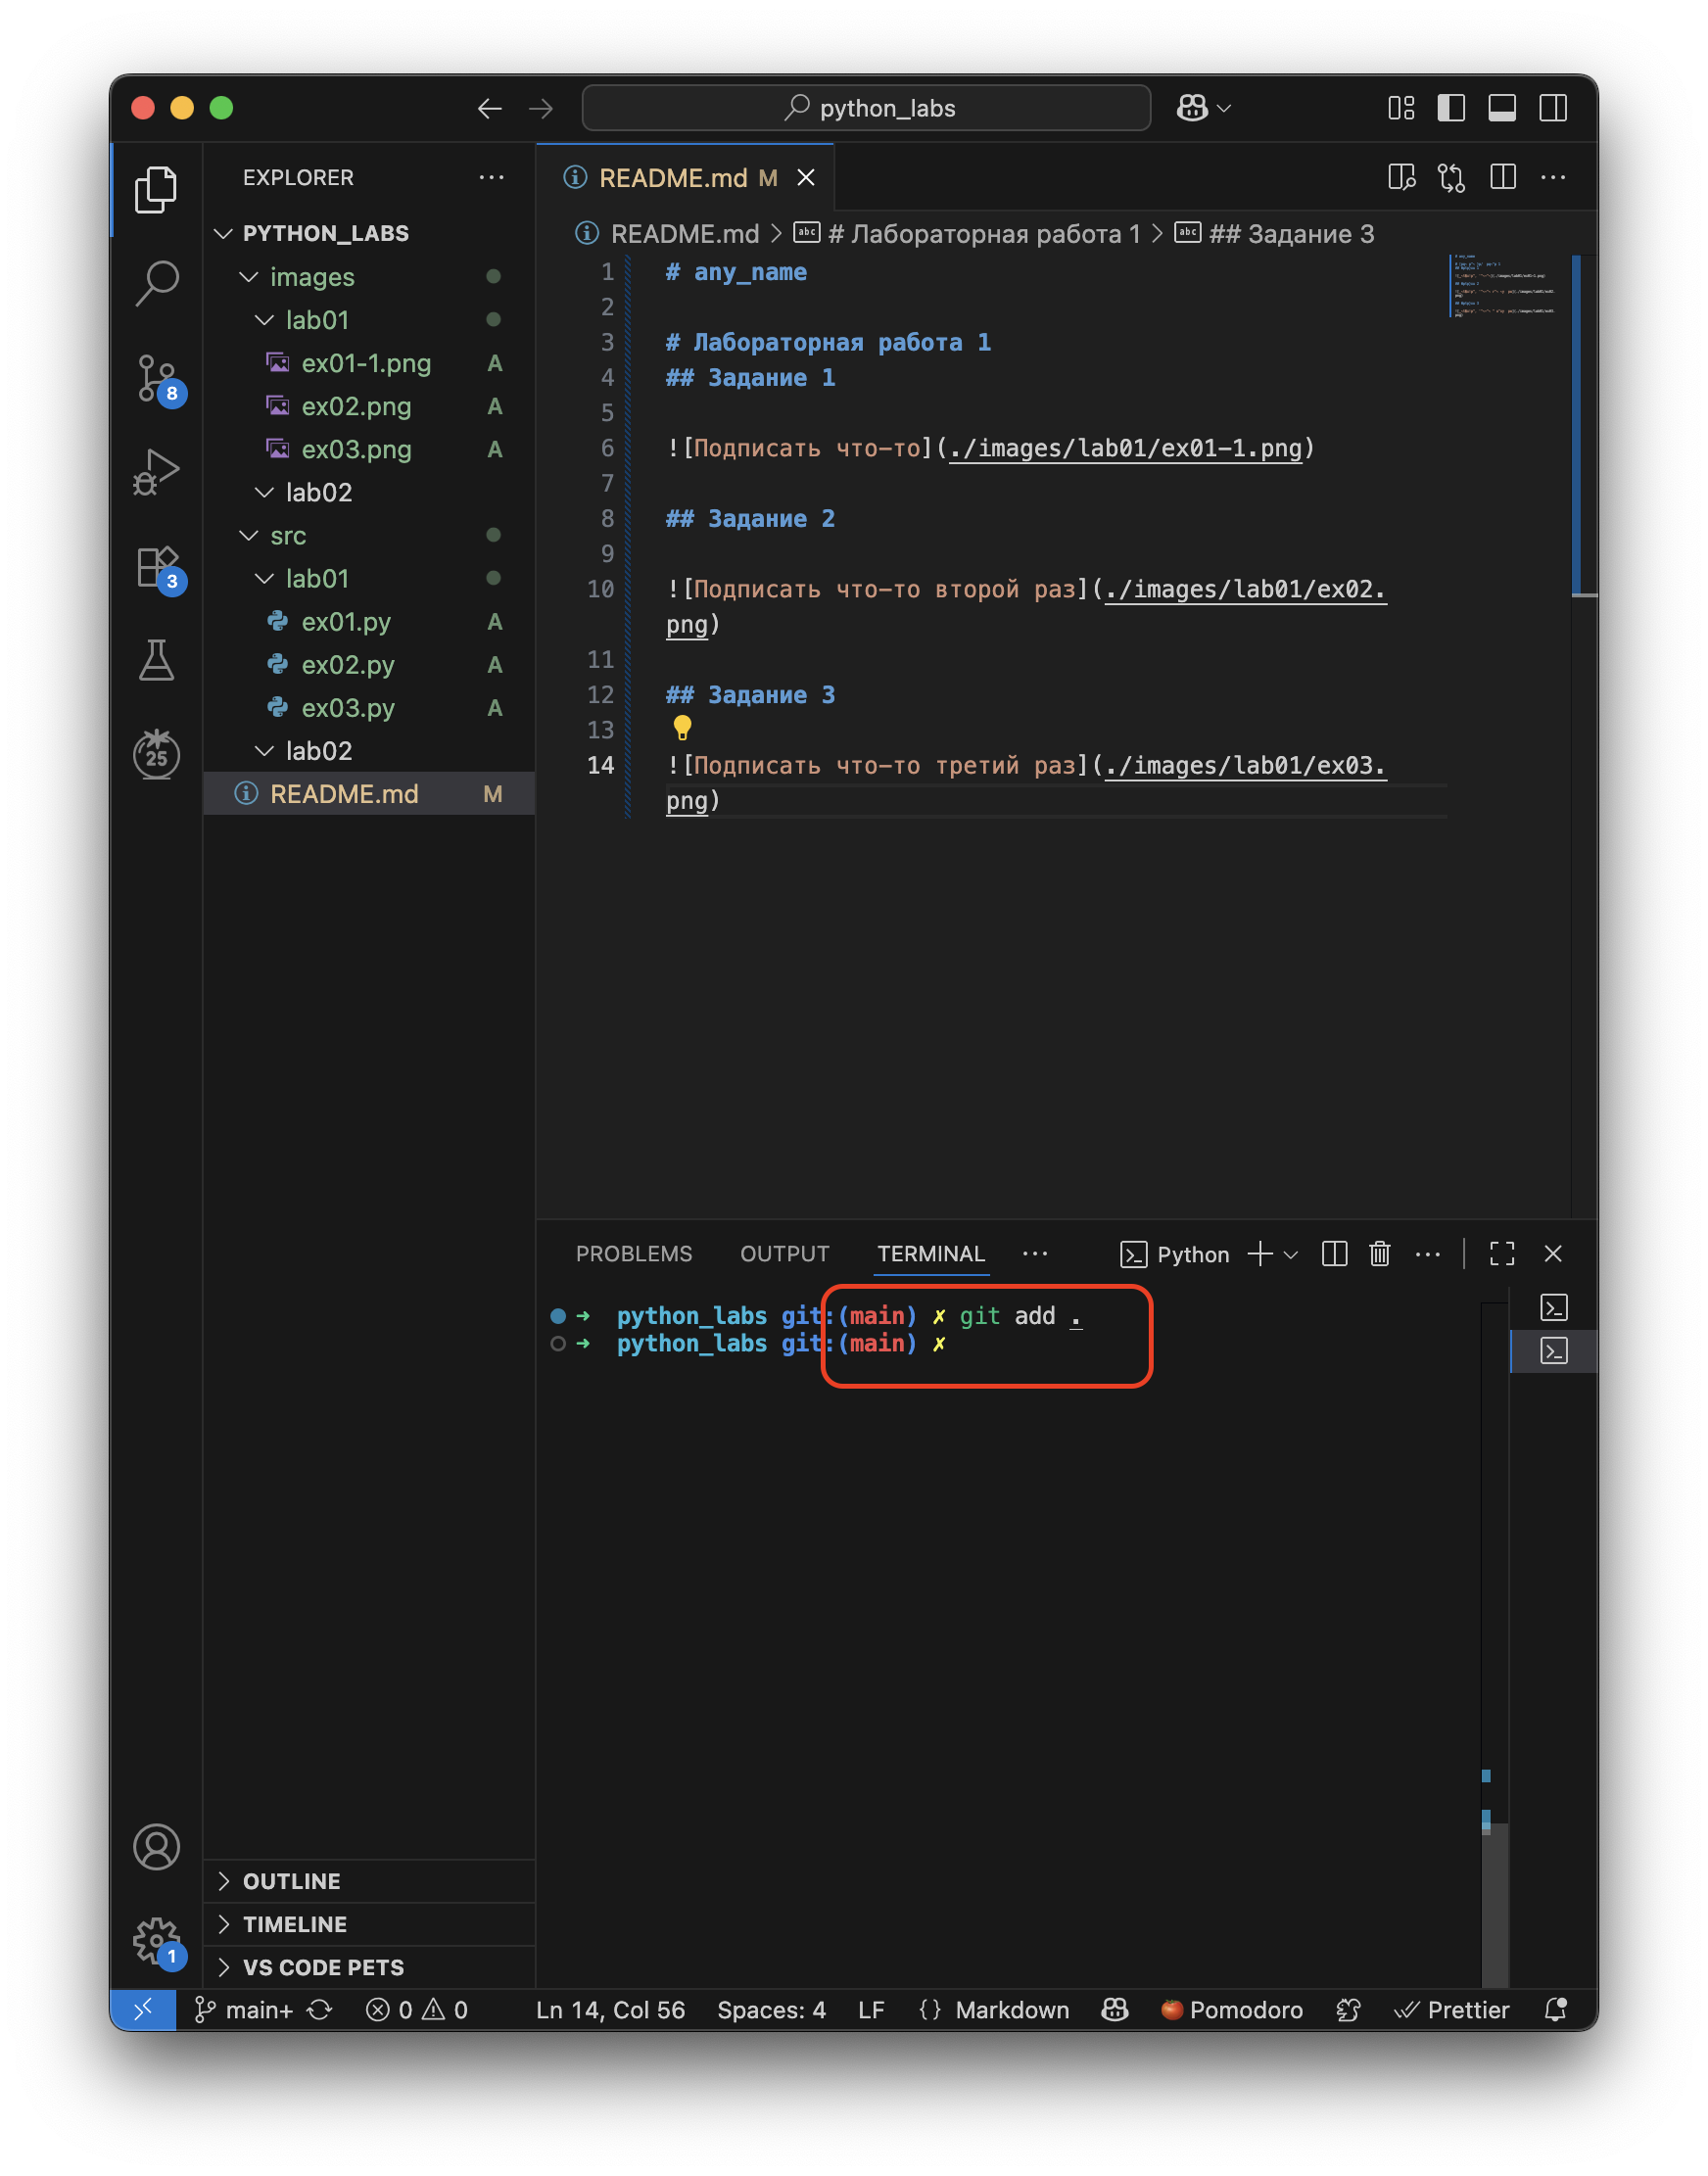 python_labs
EXPLORER
README.md M
PYTHON_LABS
README.md > # Лабораторная работа 1 > ## Задание 3
images
lab01
ex01-1.png A
ex02.png A
ex03.png A
lab02
src
lab01
ex01.py A
ex02.py A
ex03.py A
lab02
README.md M
8
3
25
1 # any_name
2
3 # Лабораторная работа 1
4 ## Задание 1
5
6 ![Подписать что-то](./images/lab01/ex01-1.png)
7
8 ## Задание 2
9
10 ![Подписать что-то второй раз](./images/lab01/ex02.
png)
11
12 ## Задание 3
13
14 ![Подписать что-то третий раз](./images/lab01/ex03.
png)
PROBLEMS OUTPUT TERMINAL ... Python
➜ python_labs git:(main) ✗ git add .
➜ python_labs git:(main) ✗
OUTLINE
TIMELINE
VS CODE PETS
1
main+ 0 0 Ln 14, Col 56 Spaces: 4 LF {} Markdown Pomodoro Prettier